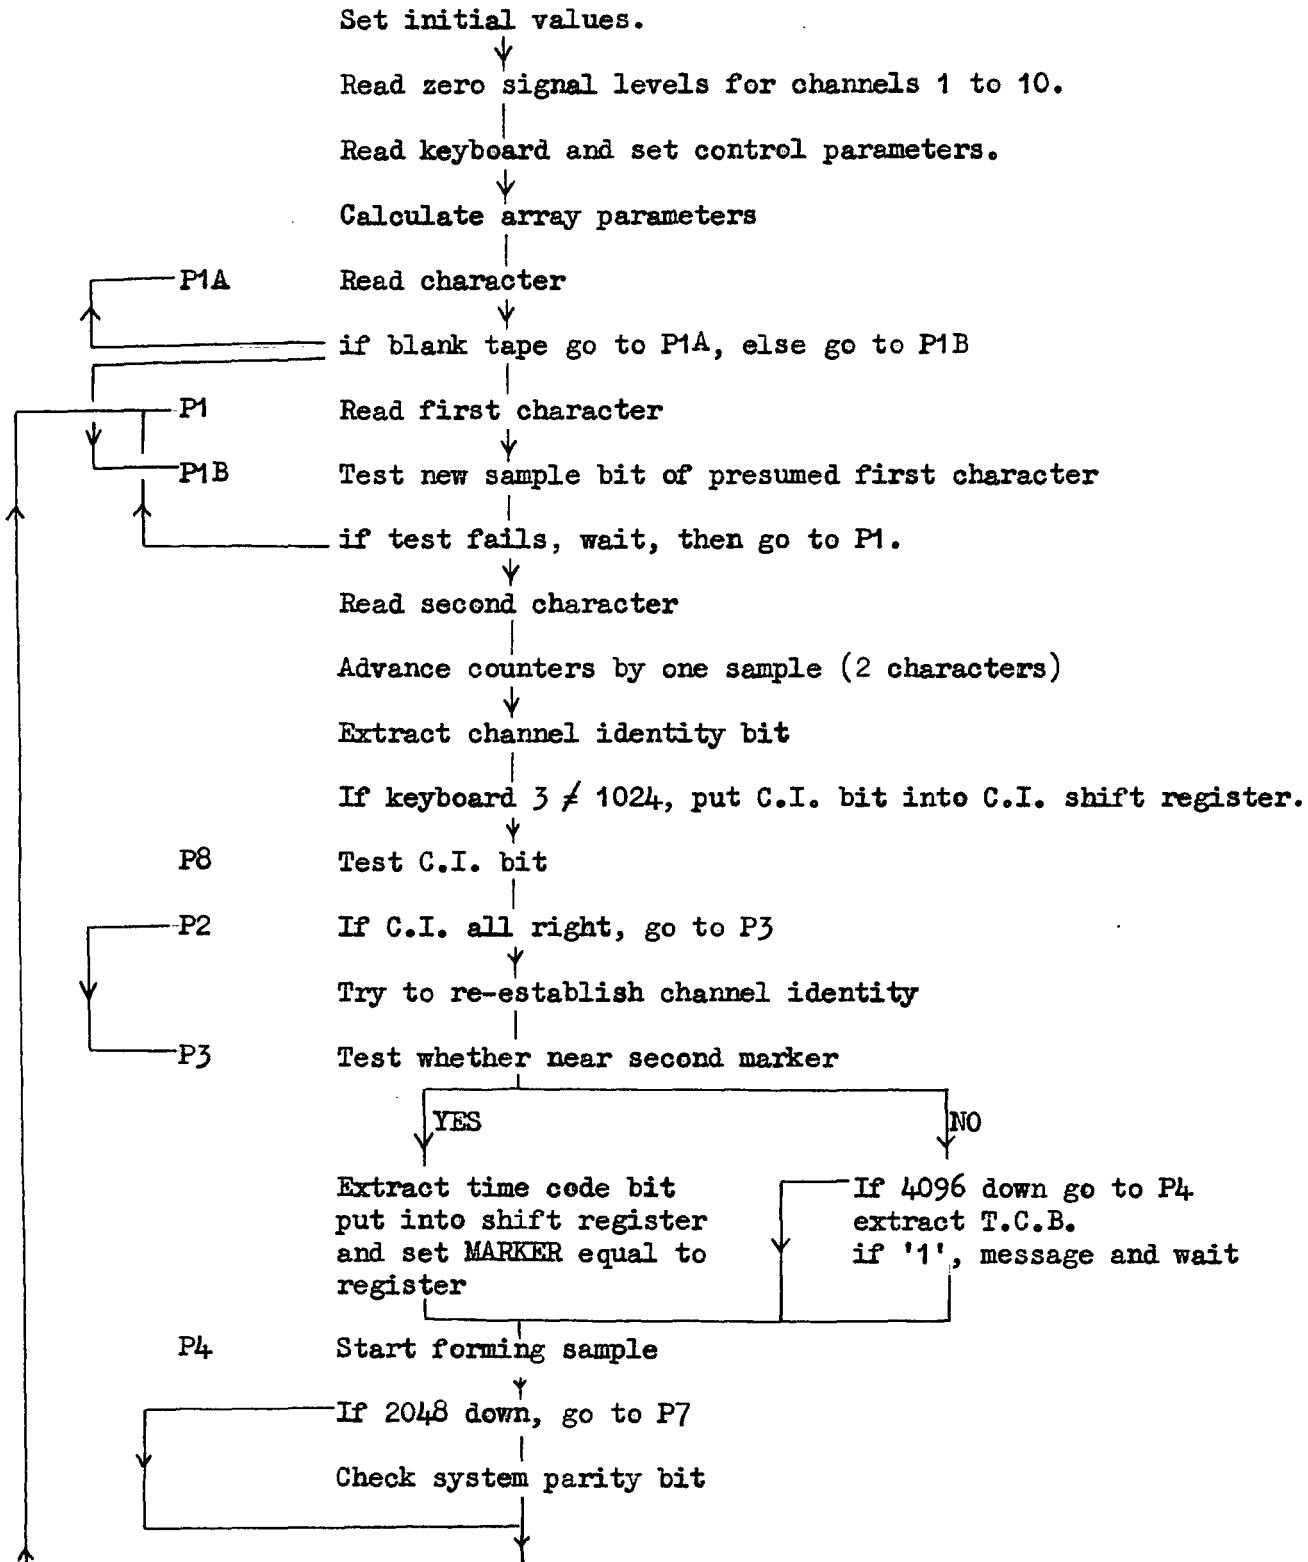 Set initial values.
Read zero signal levels for channels 1 to 10.
Read keyboard and set control parameters.
Calculate array parameters
P1A Read character
if blank tape go to P1A, else go to P1B
P1 Read first character
P1B Test new sample bit of presumed first character
if test fails, wait, then go to P1.
Read second character
Advance counters by one sample (2 characters)
Extract channel identity bit
If keyboard 3 ≠ 1024, put C.I. bit into C.I. shift register.
P8 Test C.I. bit
P2 If C.I. all right, go to P3
Try to re-establish channel identity
P3 Test whether near second marker
YES
NO
Extract time code bit
put into shift register
and set MARKER equal to
register
If 4096 down go to P4
extract T.C.B.
if '1', message and wait
P4 Start forming sample
If 2048 down, go to P7
Check system parity bit